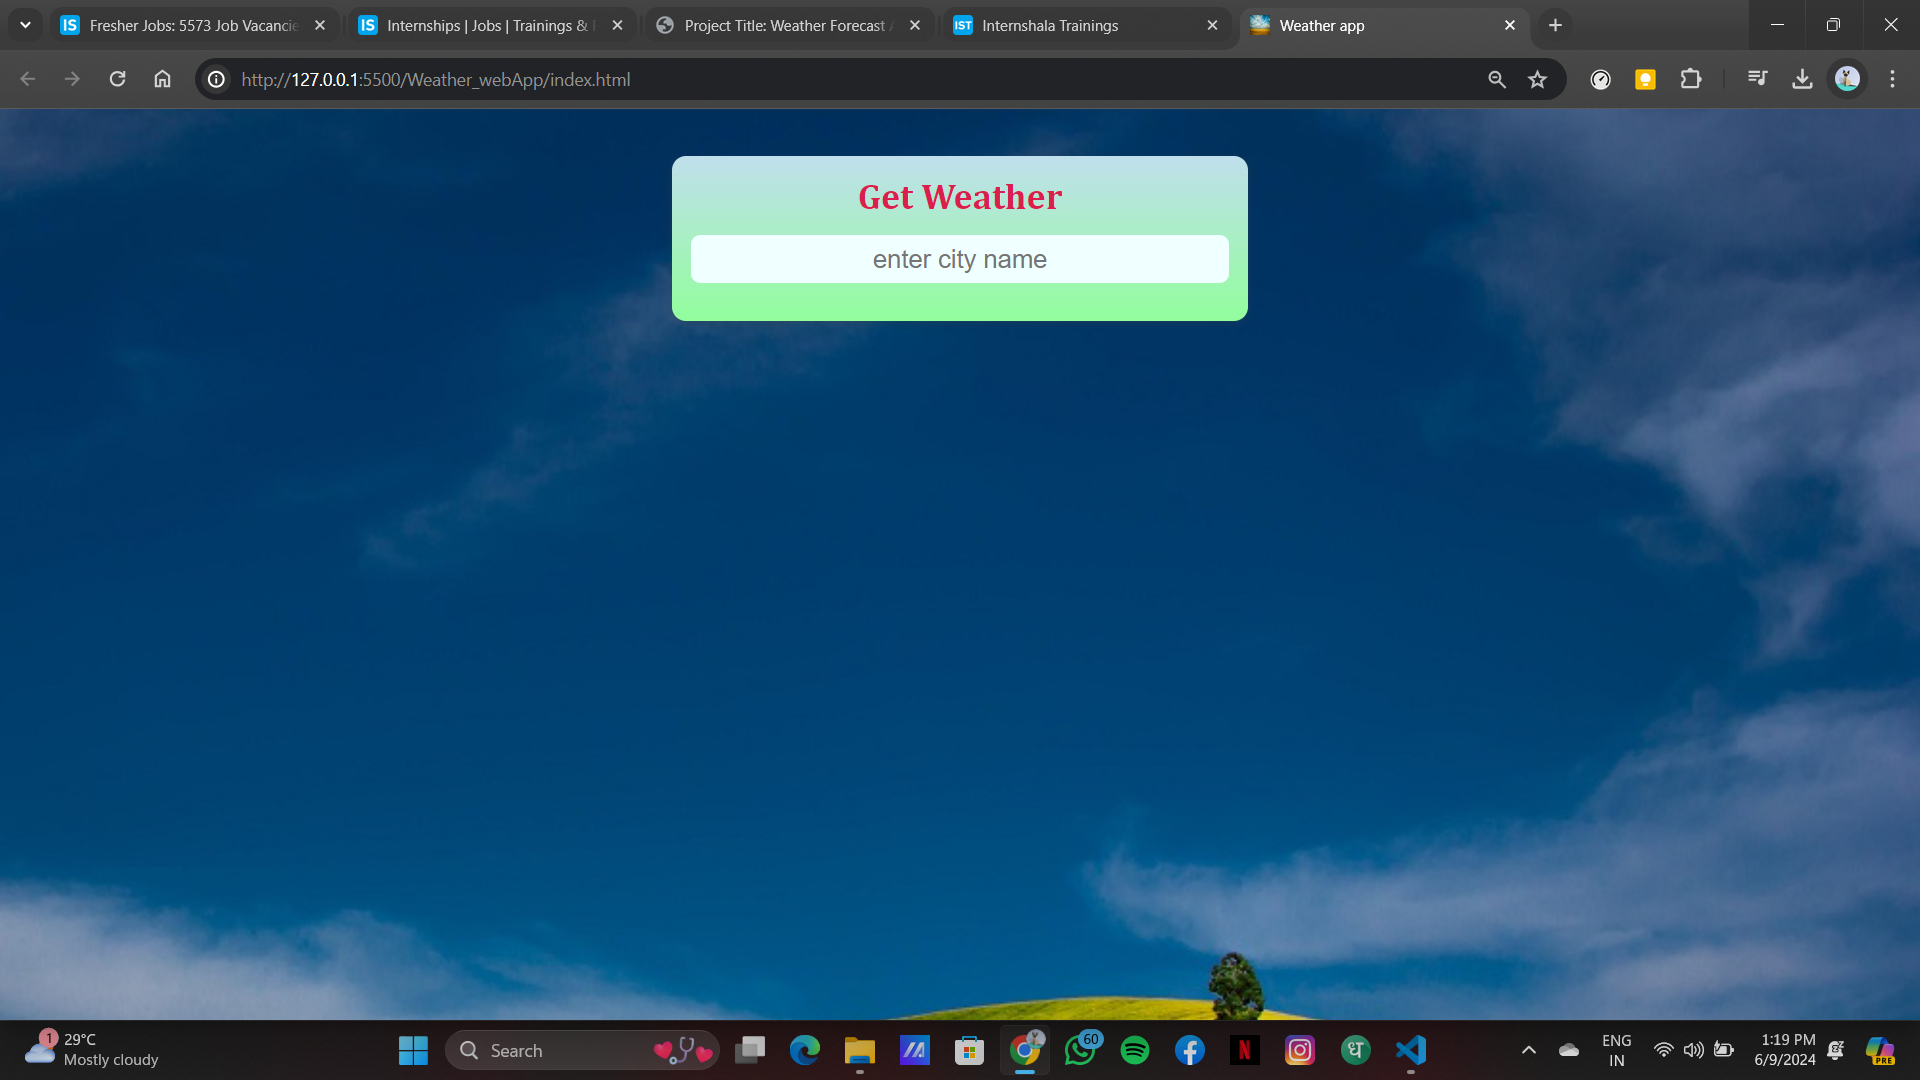 IS Fresher Jobs: 5573 Job Vacancie
IS Internships | Jobs | Trainings &
Project Title: Weather Forecast
IST Internshala Trainings
Weather app
http://127.0.0.1:5500/Weather_webApp/index.html
Get Weather
enter city name
1
29°C
Mostly cloudy
Search
60
N
धा
ENG
IN
1:19 PM
6/9/2024
PRE